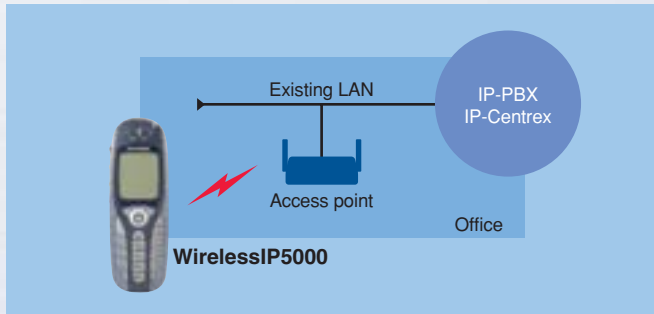 Existing LAN
IP-PBX
IP-Centrex
Access point
Office
WirelessIP5000